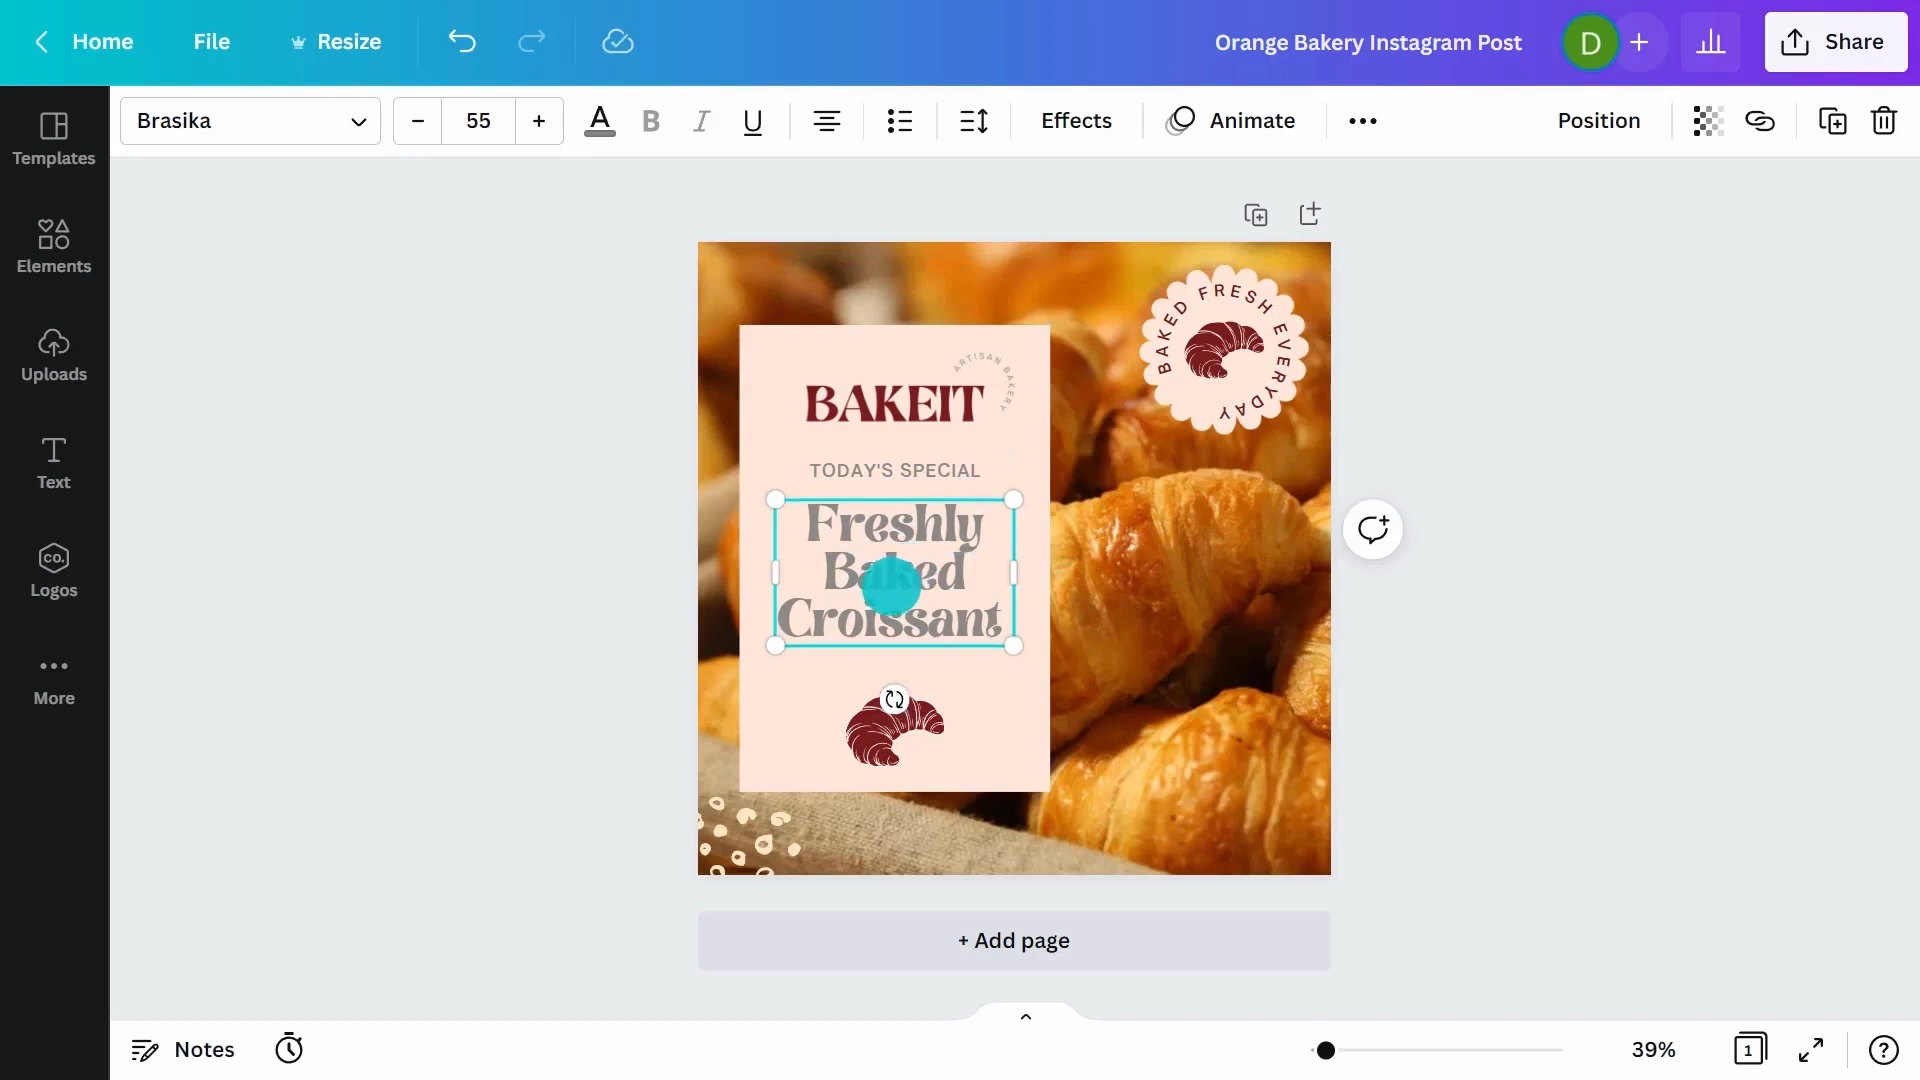 Home File Resize Orange Bakery Instagram Post D + Share
Brasika − 55 + A B I U Effects Animate Position
Templates
Elements
Uploads
Text
co.
Logos
More
BAKED FRESH EVERYDAY
ARTISAN BAKERY
BAKEIT
TODAY'S SPECIAL
Freshly
Baked
Croissant
+ Add page
Notes 39% 1 ?